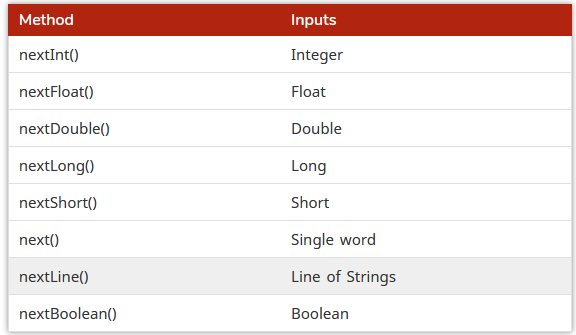 Method Inputs
nextInt() Integer
nextFloat() Float
nextDouble() Double
nextLong() Long
nextShort() Short
next() Single word
nextLine() Line of Strings
nextBoolean() Boolean